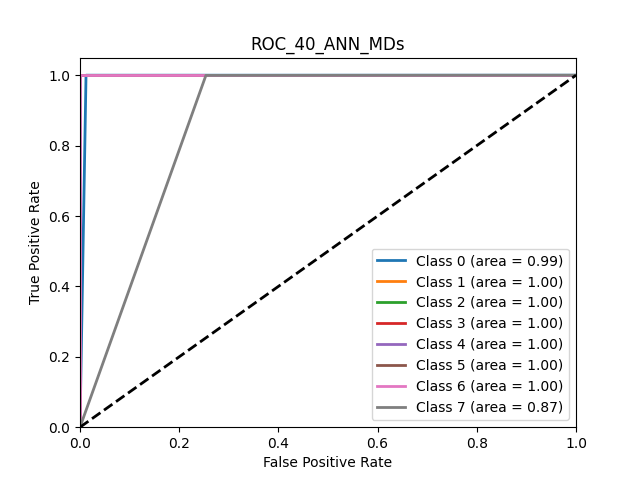 ROC_40_ANN_MDs
True Positive Rate
1.0
0.8
0.6
0.4
0.2
0.0
Class 0 (area = 0.99)
Class 1 (area = 1.00)
Class 2 (area = 1.00)
Class 3 (area = 1.00)
Class 4 (area = 1.00)
Class 5 (area = 1.00)
Class 6 (area = 1.00)
Class 7 (area = 0.87)
0.0 0.2 0.4 0.6 0.8 1.0
False Positive Rate